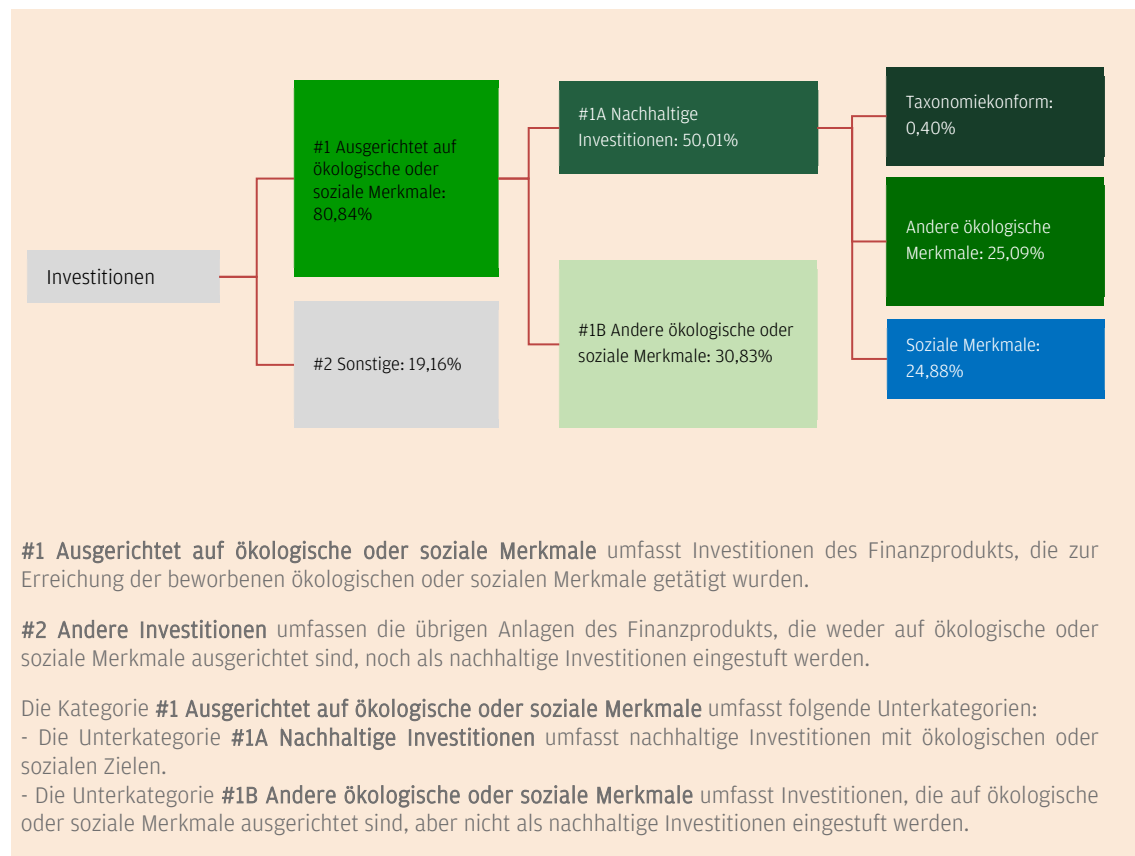 Investitionen
#1 Ausgerichtet auf
ökologische oder
soziale Merkmale:
80,84%
#2 Sonstige: 19,16%
#1A Nachhaltige
Investitionen: 50,01%
#1B Andere ökologische oder
soziale Merkmale: 30,83%
Taxonomiekonform:
0,40%
Andere ökologische
Merkmale: 25,09%
Soziale Merkmale:
24,88%
#1 Ausgerichtet auf ökologische oder soziale Merkmale umfasst Investitionen des Finanzprodukts, die zur
Erreichung der beworbenen ökologischen oder sozialen Merkmale getätigt wurden.
#2 Andere Investitionen umfassen die übrigen Anlagen des Finanzprodukts, die weder auf ökologische oder
soziale Merkmale ausgerichtet sind, noch als nachhaltige Investitionen eingestuft werden.
Die Kategorie #1 Ausgerichtet auf ökologische oder soziale Merkmale umfasst folgende Unterkategorien:
- Die Unterkategorie #1A Nachhaltige Investitionen umfasst nachhaltige Investitionen mit ökologischen oder
sozialen Zielen.
- Die Unterkategorie #1B Andere ökologische oder soziale Merkmale umfasst Investitionen, die auf ökologische
oder soziale Merkmale ausgerichtet sind, aber nicht als nachhaltige Investitionen eingestuft werden.